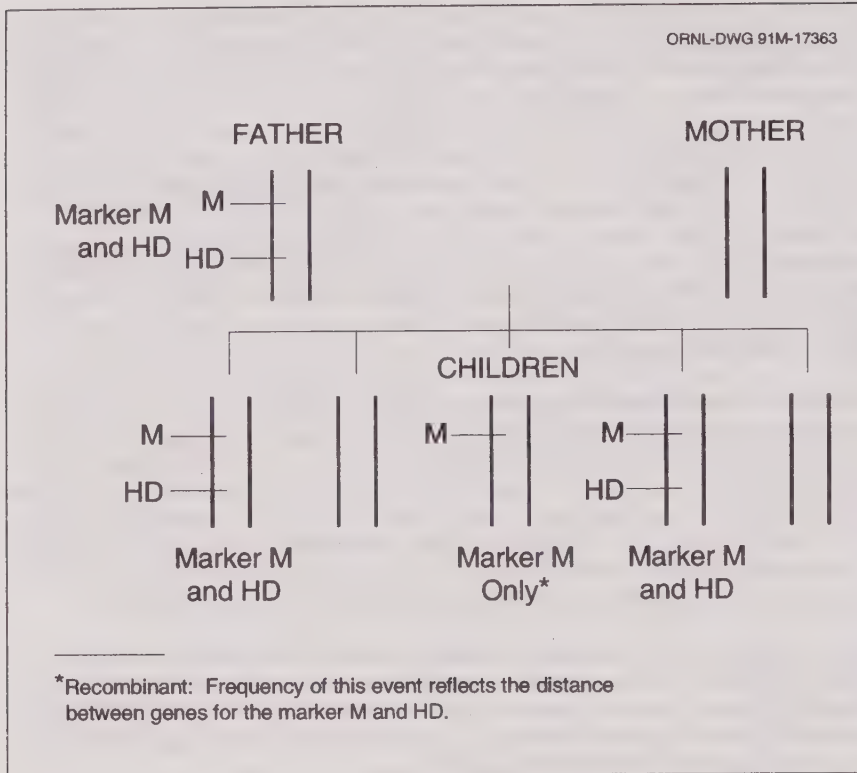 ORNL-DWG 91M-17363
FATHER
MOTHER
Marker M
and HD
M
HD
CHILDREN
M
HD
M
M
HD
Marker M
and HD
Marker M
Only*
Marker M
and HD
*Recombinant: Frequency of this event reflects the distance
between genes for the marker M and HD.